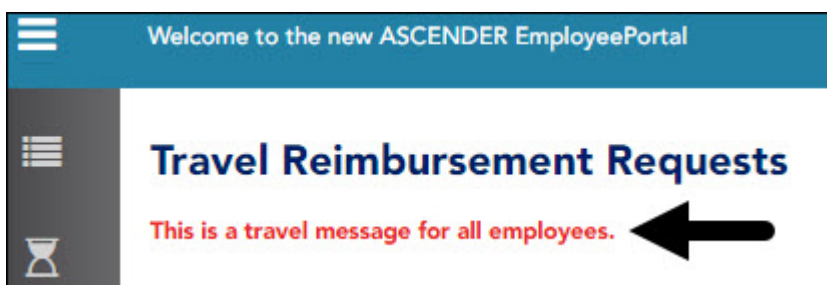 Welcome to the new ASCENDER EmployeePortal
Travel Reimbursement Requests
This is a travel message for all employees.